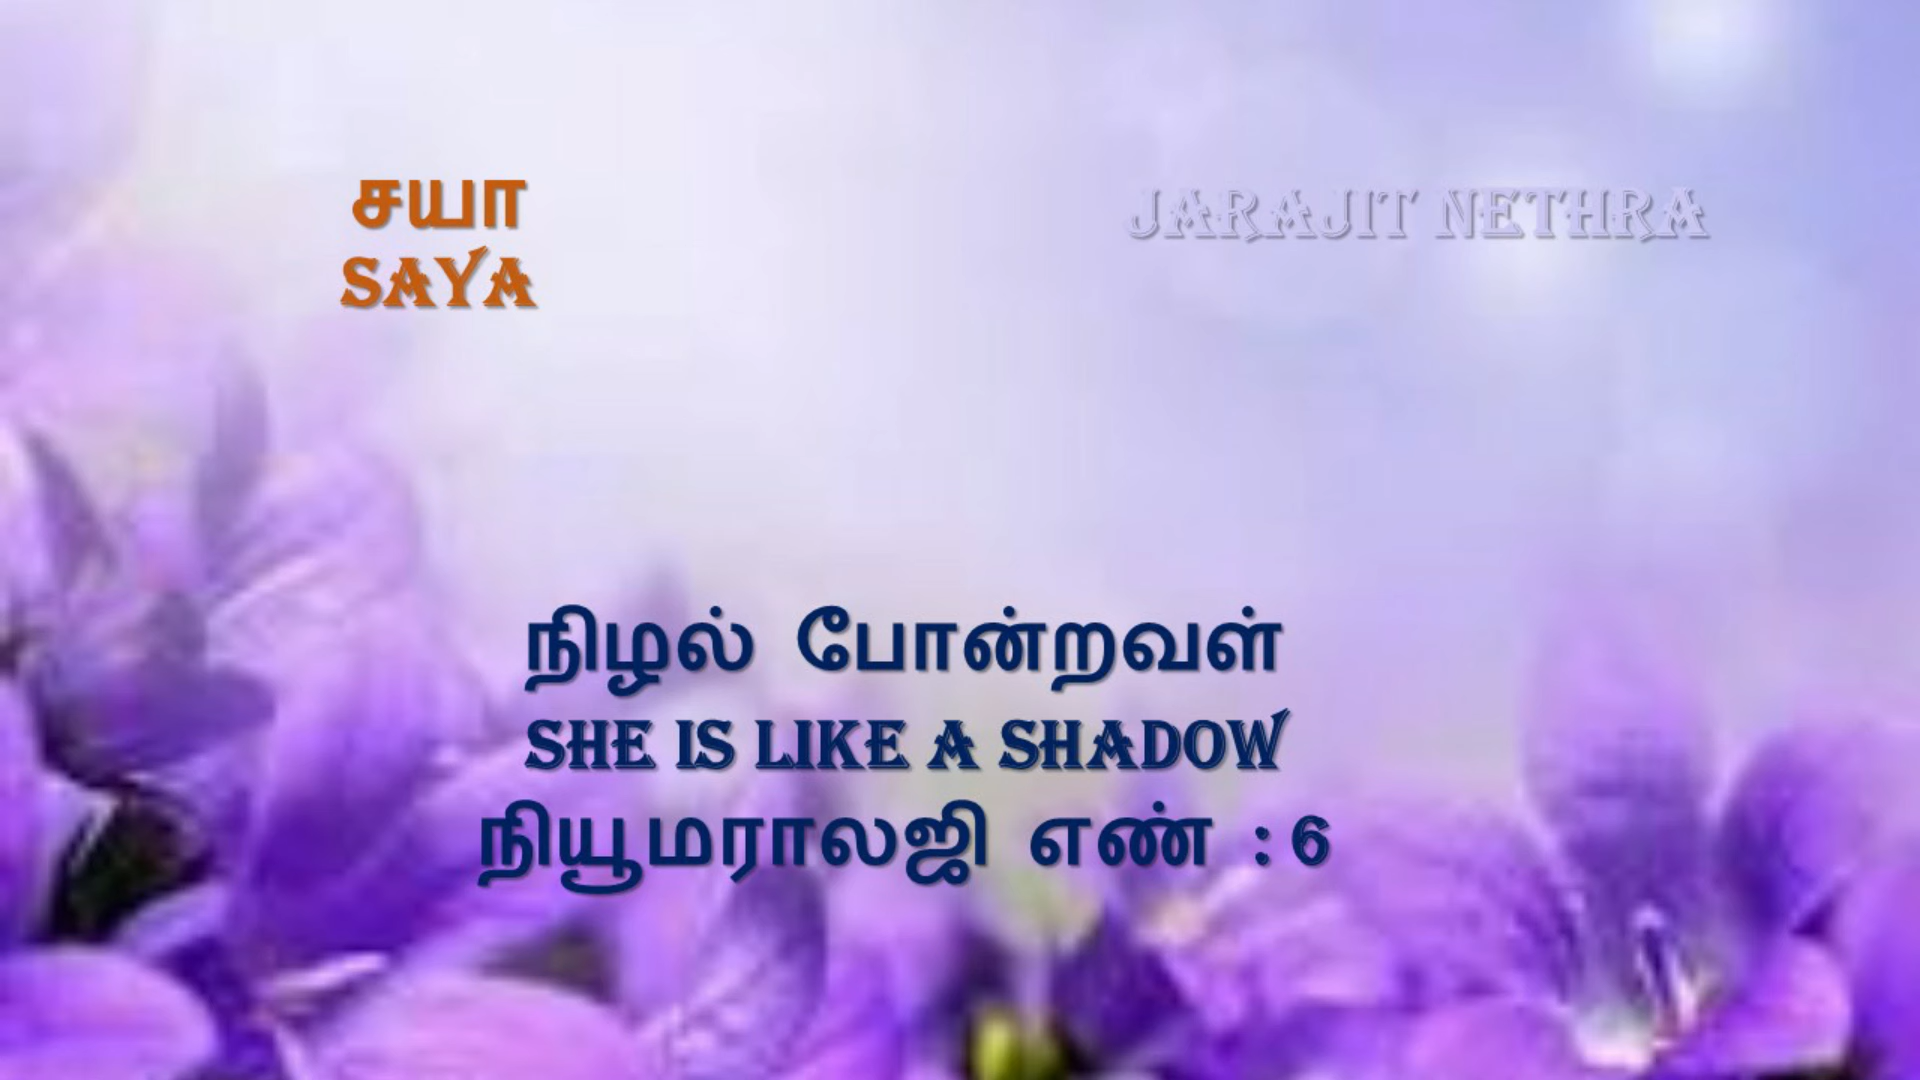 சயா
SAYA
JARAJIT NETHRA
நிழல் போன்றவள்
SHE IS LIKE A SHADOW
நியூமராலஜி எண் : 6